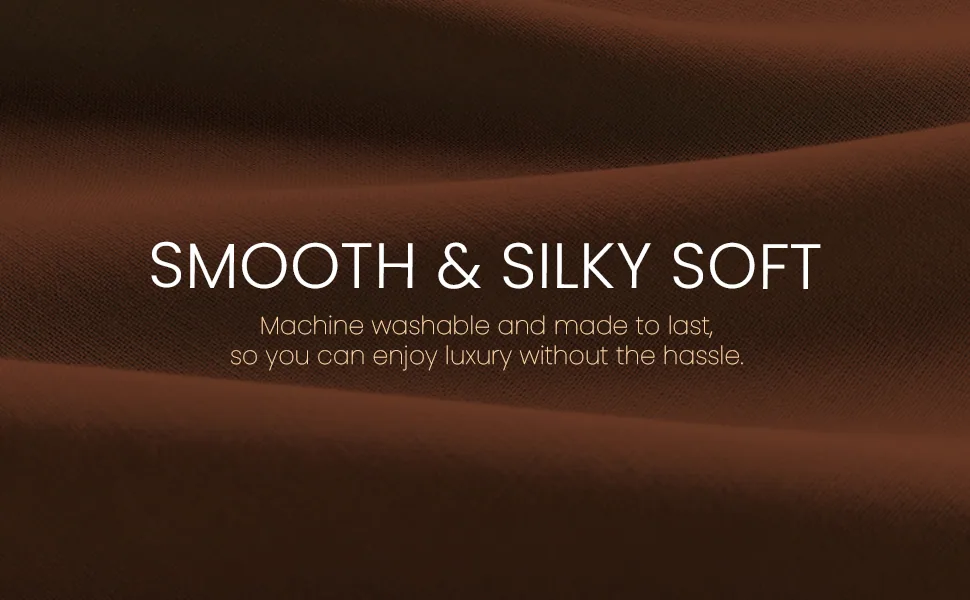 SMOOTH & SILKY SOFT
Machine washable and made to last,
so you can enjoy luxury without the hassle.